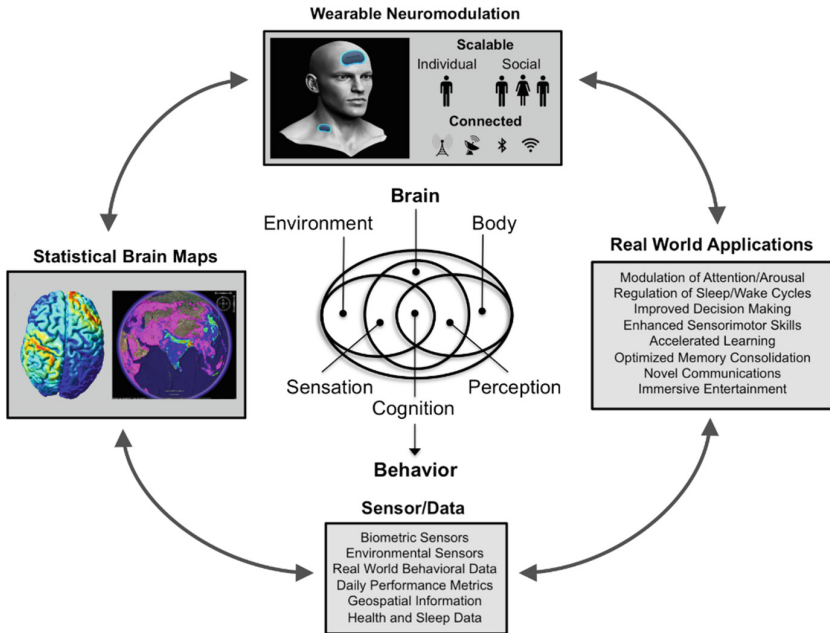 Wearable Neuromodulation
Scalable
Individual Social
Connected
Brain
Environment Body
Statistical Brain Maps
Real World Applications
Modulation of Attention/Arousal
Regulation of Sleep/Wake Cycles
Improved Decision Making
Enhanced Sensorimotor Skills
Accelerated Learning
Optimized Memory Consolidation
Novel Communications
Immersive Entertainment
Sensation Perception
Cognition
Behavior
Sensor/Data
Biometric Sensors
Environmental Sensors
Real World Behavioral Data
Daily Performance Metrics
Geospatial Information
Health and Sleep Data